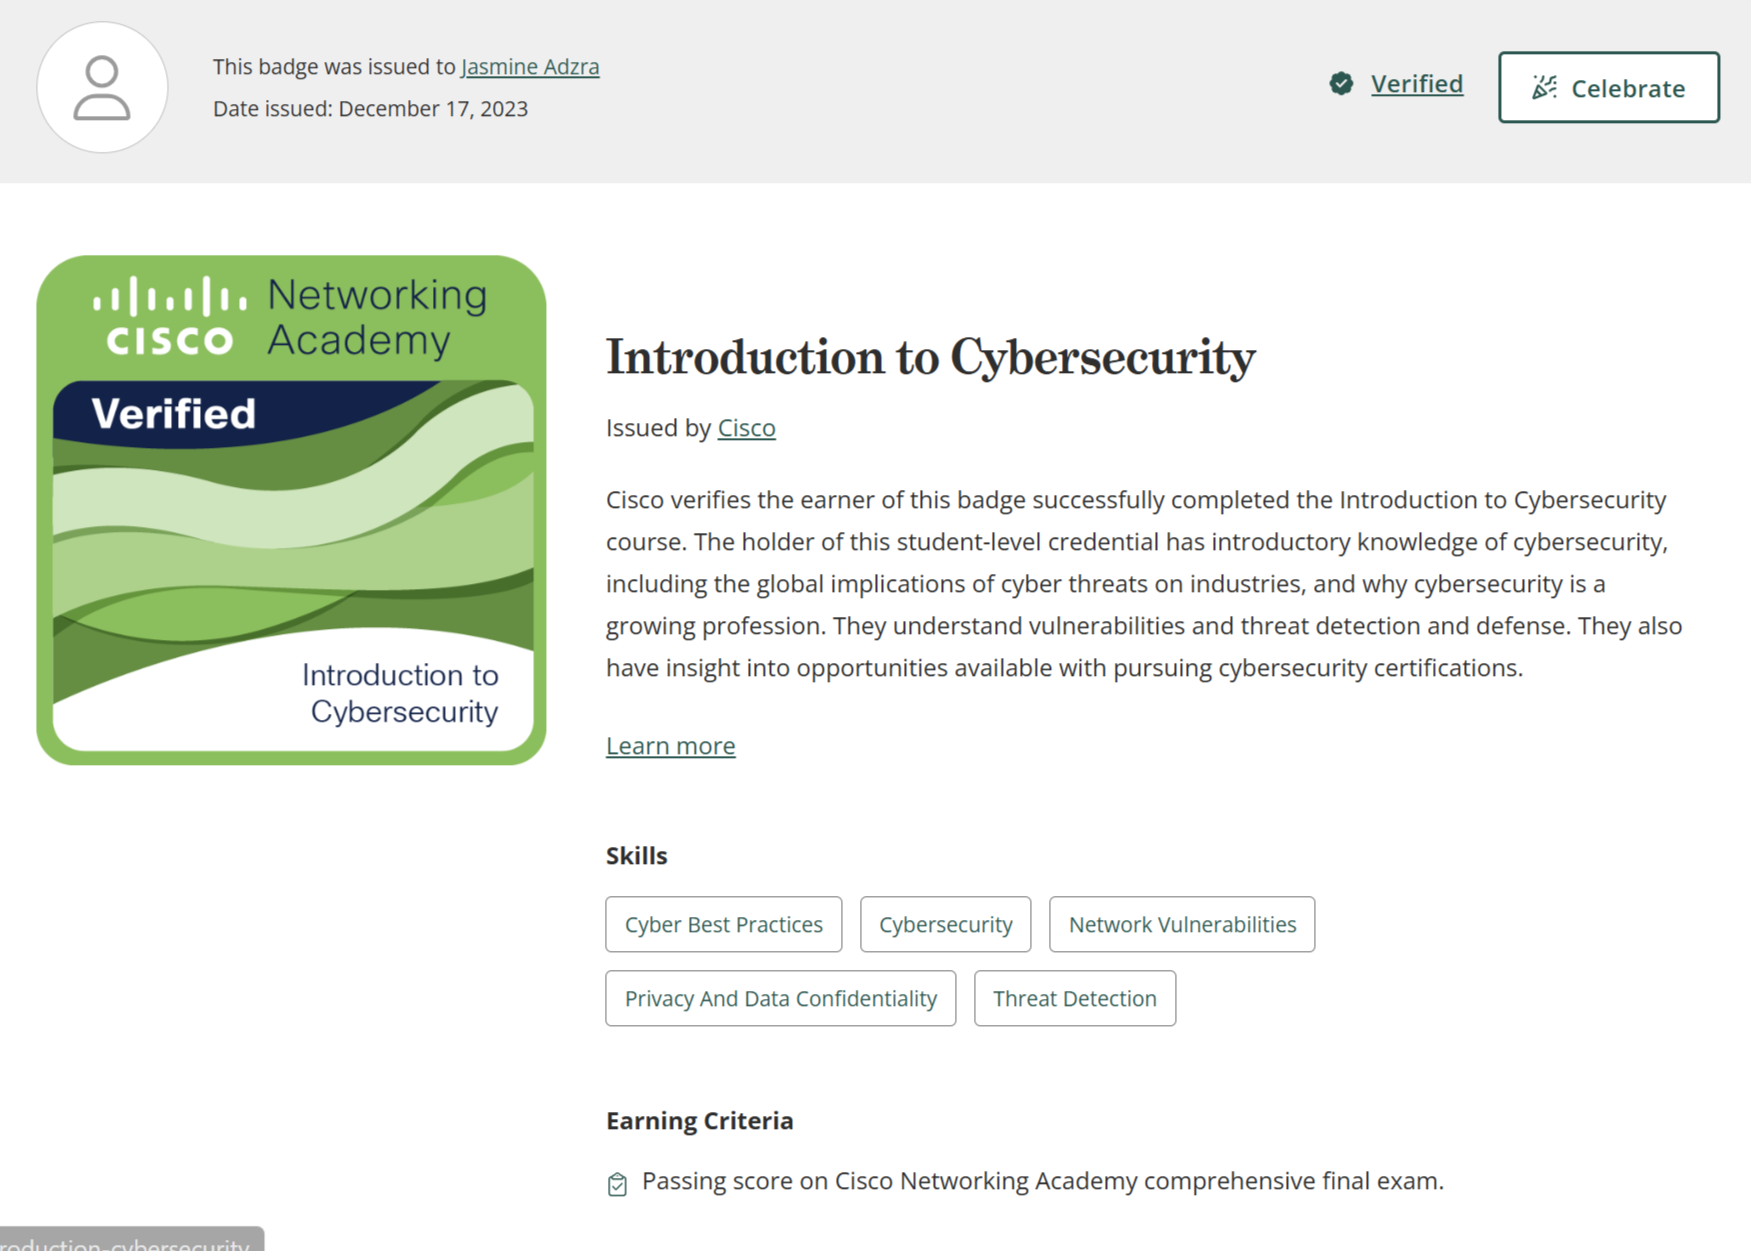 This badge was issued to Jasmine Adzra
Date issued: December 17, 2023
Verified
Celebrate
CISCO
Networking
Academy
Verified
Introduction to
Cybersecurity
Introduction to Cybersecurity
Issued by Cisco
Cisco verifies the earner of this badge successfully completed the Introduction to Cybersecurity
course. The holder of this student-level credential has introductory knowledge of cybersecurity,
including the global implications of cyber threats on industries, and why cybersecurity is a
growing profession. They understand vulnerabilities and threat detection and defense. They also
have insight into opportunities available with pursuing cybersecurity certifications.
Learn more
Skills
Cyber Best Practices
Cybersecurity
Network Vulnerabilities
Privacy And Data Confidentiality
Threat Detection
Earning Criteria
Passing score on Cisco Networking Academy comprehensive final exam.
roduction-cybersecurity